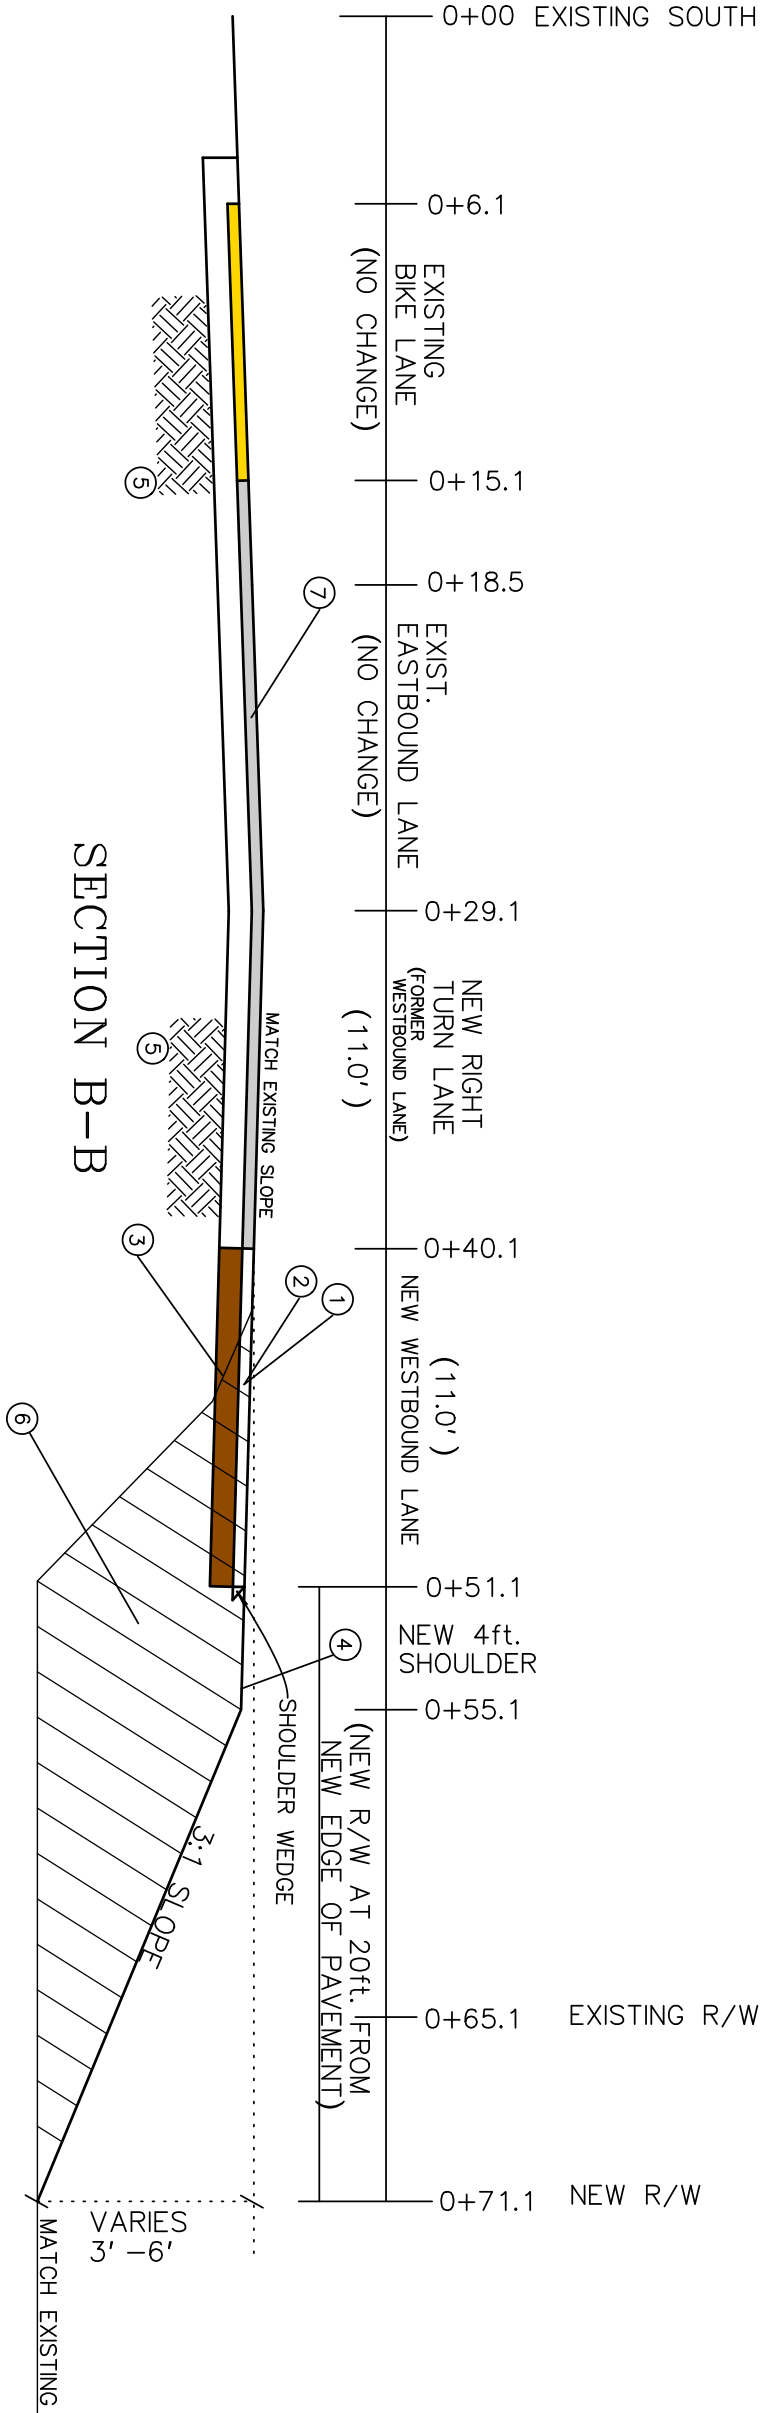 0+00 EXISTING SOUTH
0+6.1
EXISTING
BIKE LANE
(NO CHANGE)
0+15.1
5
0+18.5
7
EXIST.
EASTBOUND LANE
(NO CHANGE)
0+29.1
SECTION B-B
NEW RIGHT
TURN LANE
(FORMER
WESTBOUND LANE)
(11.0')
5
MATCH EXISTING SLOPE
0+40.1
3
2
1
NEW WESTBOUND LANE
(11.0')
6
0+51.1
NEW 4ft.
SHOULDER
4
SHOULDER WEDGE
0+55.1
(NEW R/W AT 20ft. FROM
NEW EDGE OF PAVEMENT)
3:1 SLOPE
0+65.1 EXISTING R/W
0+71.1 NEW R/W
VARIES
3'-6'
MATCH EXISTING